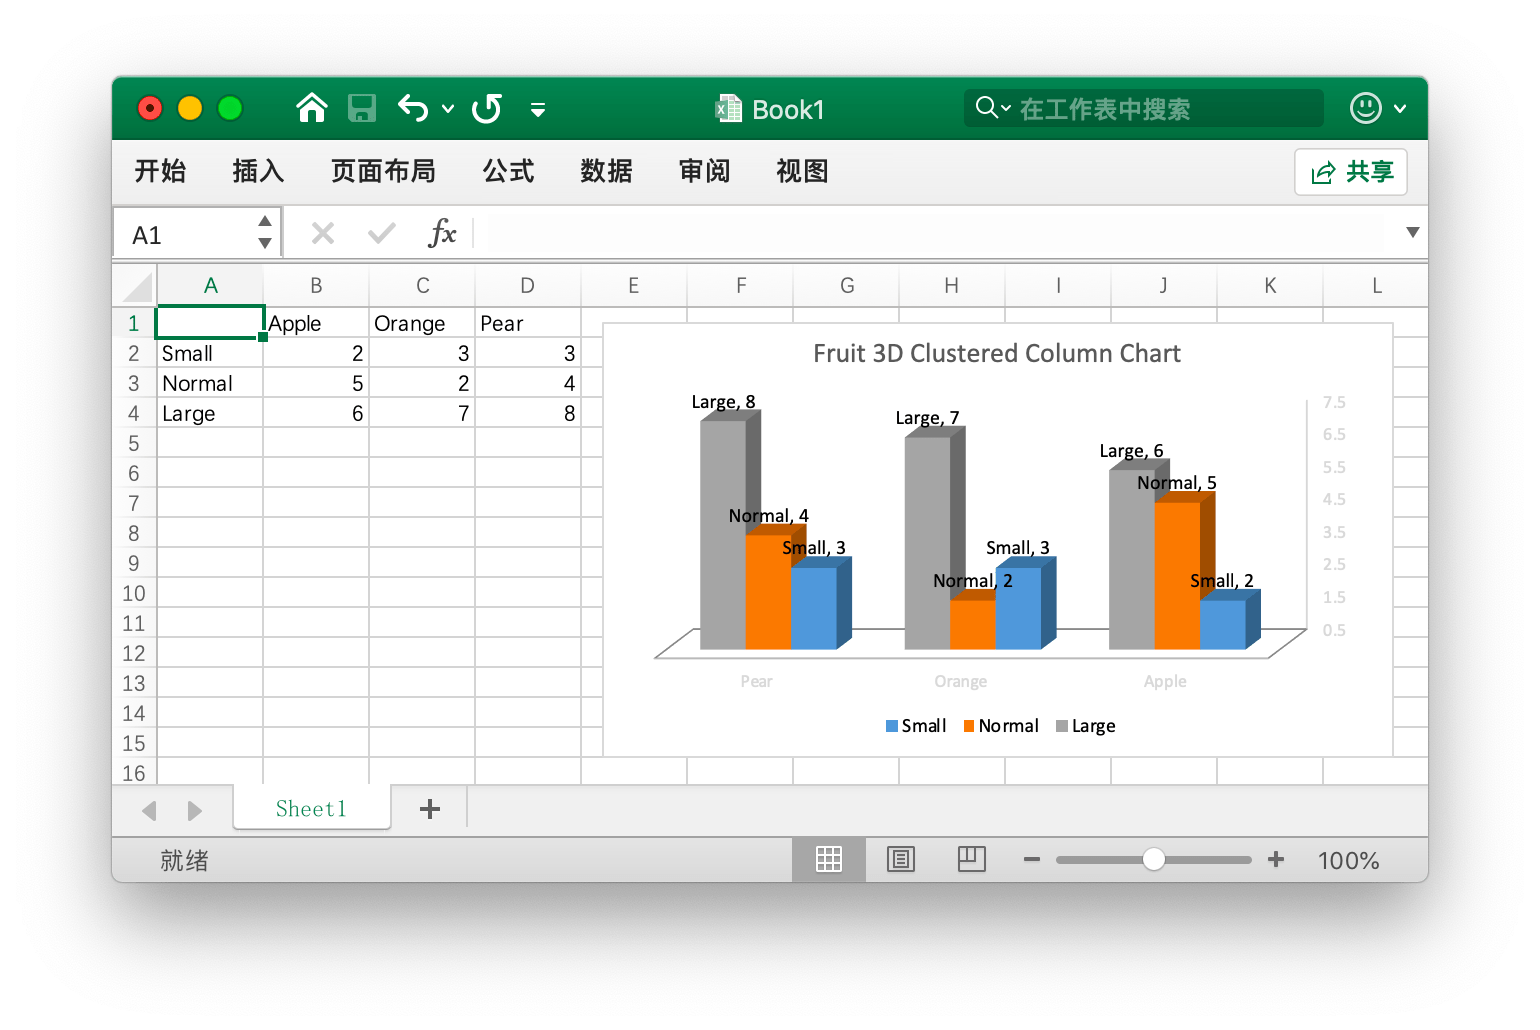 Book1
在工作表中搜索
开始 插入 页面布局 公式 数据 审阅 视图 共享
A1 fx
A B C D E F G H I J K L
1 Apple Orange Pear
2 Small 2 3 3
3 Normal 5 2 4
4 Large 6 7 8
5
6
7
8
9
10
11
12
13
14
15
16
Fruit 3D Clustered Column Chart
Large, 8
Normal, 4
Small, 3
Large, 7
Normal, 2
Small, 3
Large, 6
Normal, 5
Small, 2
7.5
6.5
5.5
4.5
3.5
2.5
1.5
0.5
Pear Orange Apple
Small Normal Large
Sheet1
就绪 100%